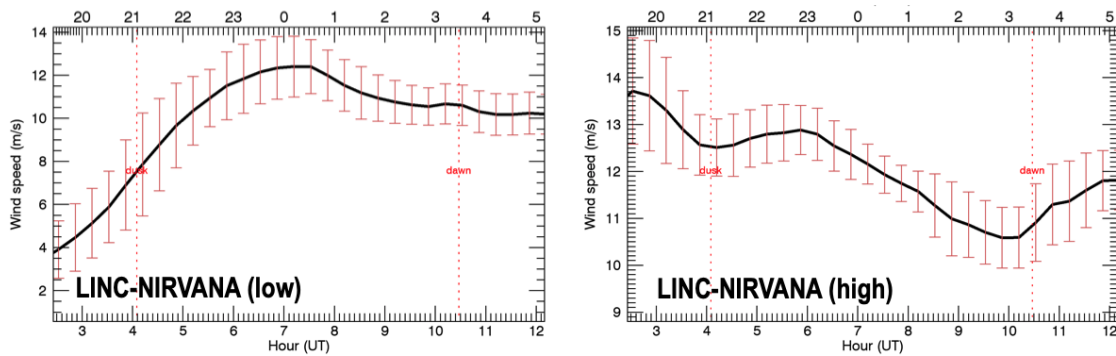 20 21 22 23 0 1 2 3 4 5
14
12
10
8
6
4
2
Wind speed (m/s)
dusk
dawn
LINC-NIRVANA (low)
3 4 5 6 7 8 9 10 11 12
Hour (UT)
20 21 22 23 0 1 2 3 4 5
15
14
13
12
11
10
9
Wind speed (m/s)
dusk
dawn
LINC-NIRVANA (high)
3 4 5 6 7 8 9 10 11 12
Hour (UT)